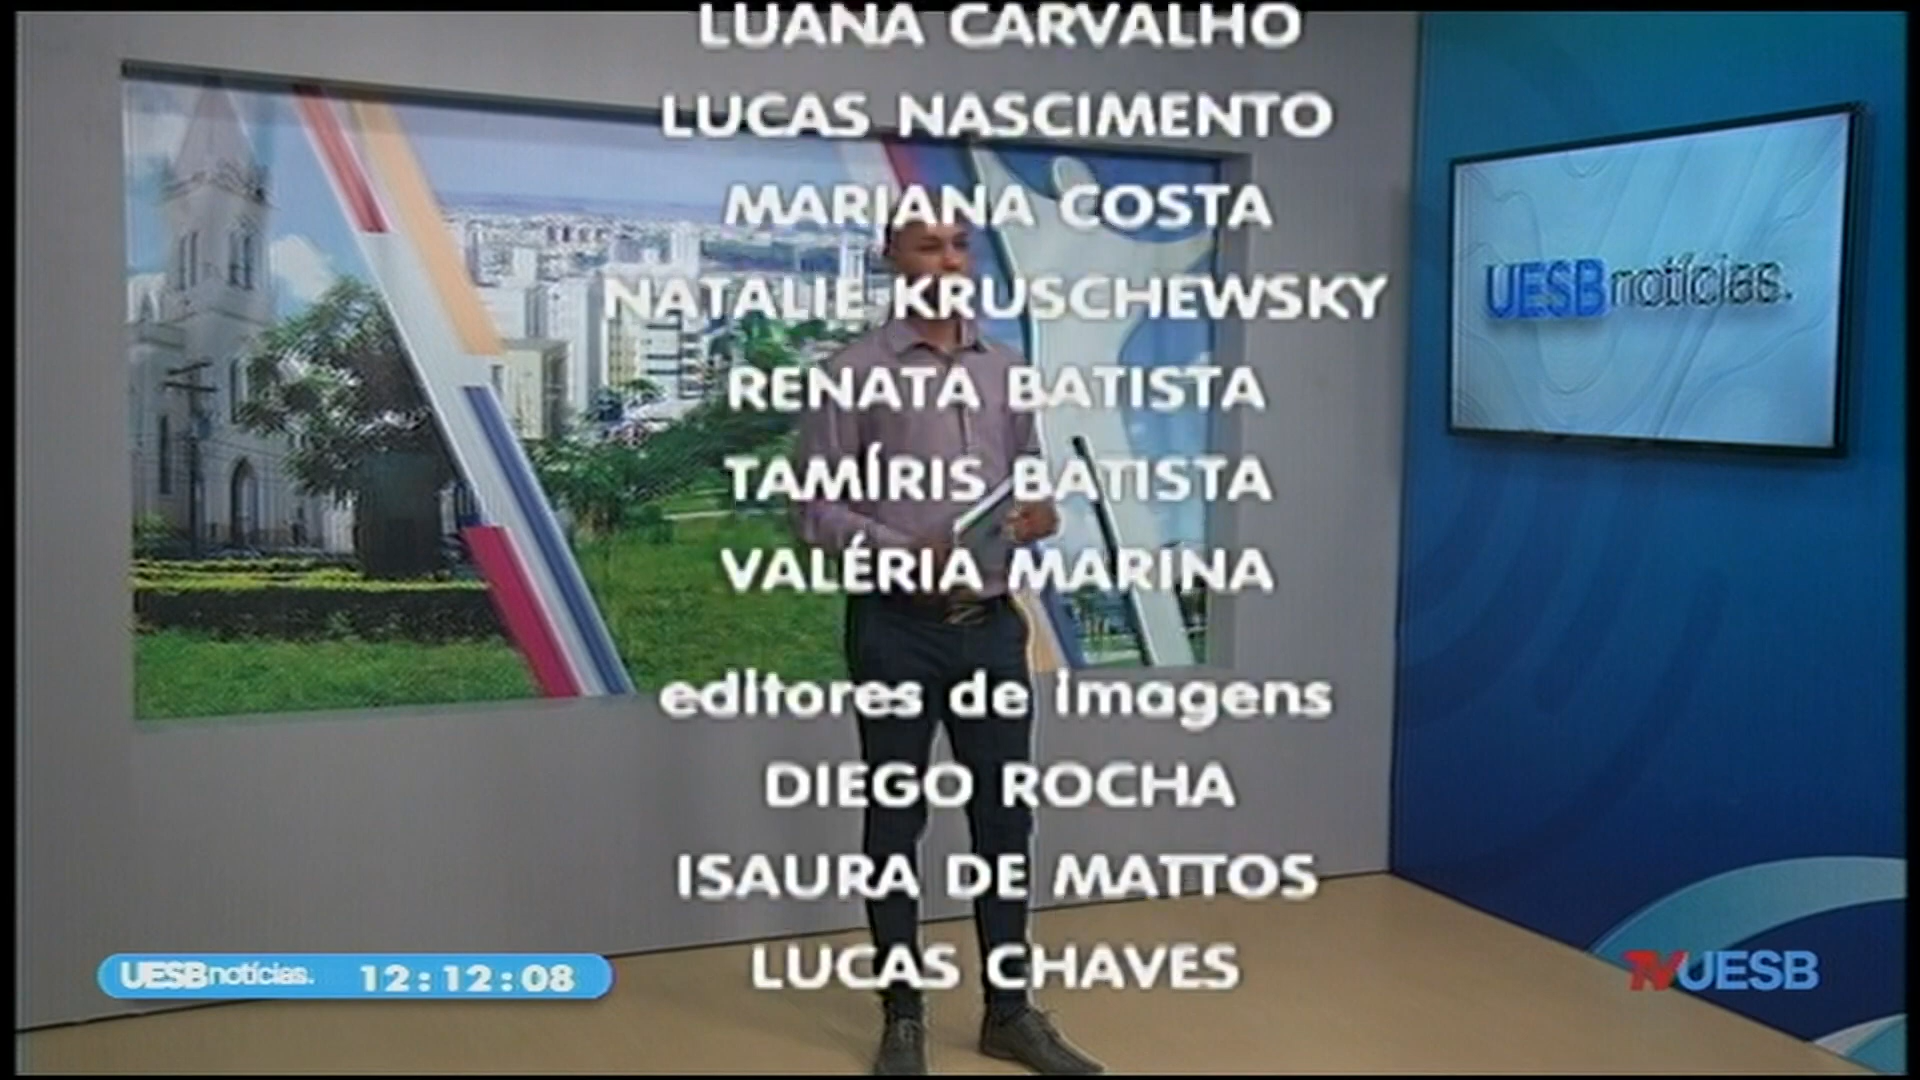 LUANA CARVALHO
LUCAS NASCIMENTO
MARIANA COSTA
NATALIE KRUSCHEWSKY
RENATA BATISTA
TAMÍRIS BATISTA
VALÉRIA MARINA
editores de imagens
DIEGO ROCHA
ISAURA DE MATTOS
LUCAS CHAVES
UESBnotícias.
UESBnotícias. 12:12:08
TVUESB